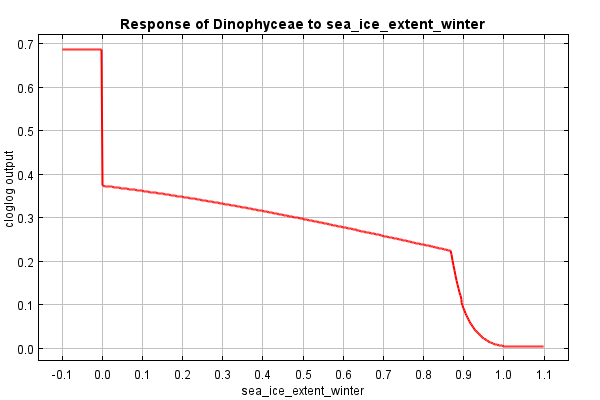 Response of Dinophyceae to sea_ice_extent_winter
cloglog output
0.7
0.6
0.5
0.4
0.3
0.2
0.1
0.0
-0.1 0.0 0.1 0.2 0.3 0.4 0.5 0.6 0.7 0.8 0.9 1.0 1.1
sea_ice_extent_winter